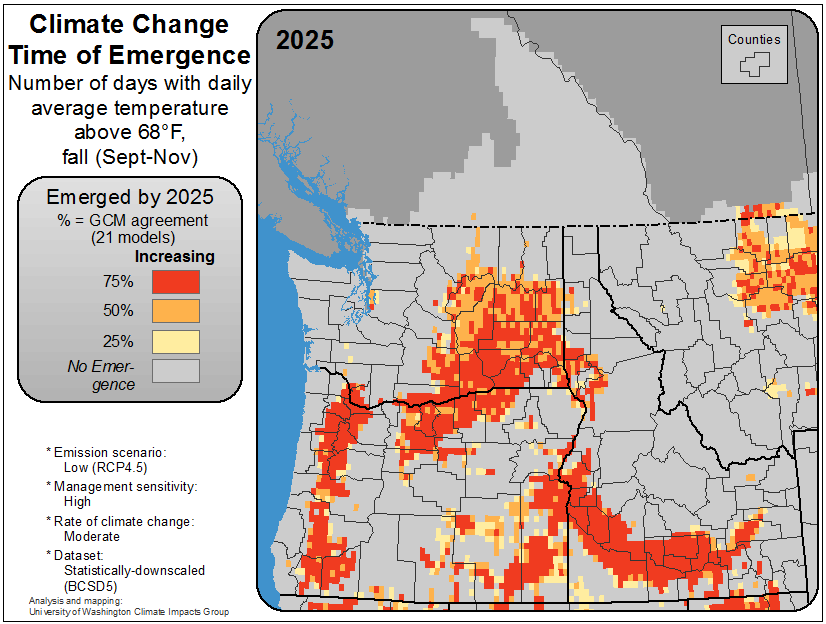 Climate Change
Time of Emergence
Number of days with daily
average temperature
above 68°F,
fall (Sept-Nov)
Emerged by 2025
% = GCM agreement
(21 models)
Increasing
75%
50%
25%
No Emer-
gence
* Emission scenario:
Low (RCP4.5)
* Management sensitivity:
High
* Rate of climate change:
Moderate
* Dataset:
Statistically-downscaled
(BCSD5)
Analysis and mapping:
University of Washington Climate Impacts Group
2025
Counties